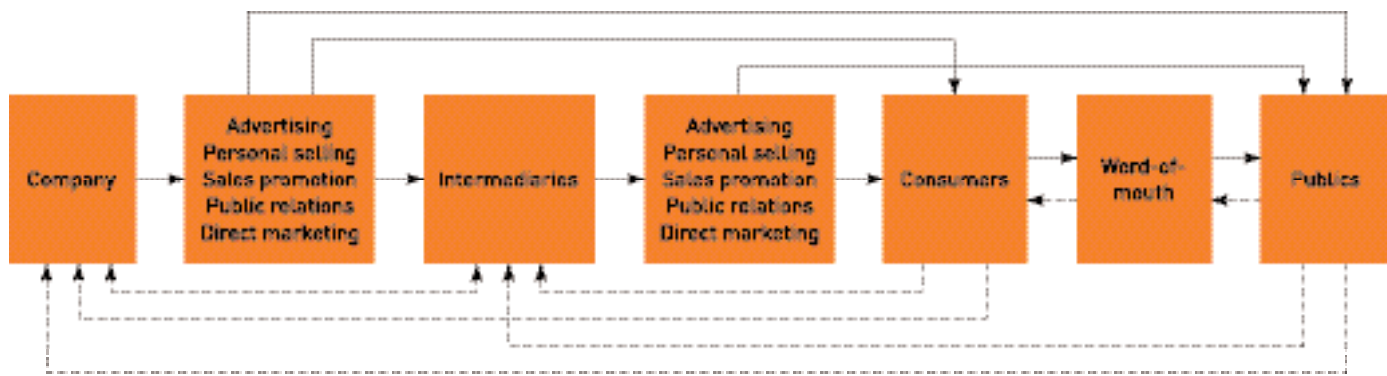 Company
Advertising
Personal selling
Sales promotion
Public relations
Direct marketing
Intermediaries
Advertising
Personal selling
Sales promotion
Public relations
Direct marketing
Consumers
Word-of-
mouth
Publics